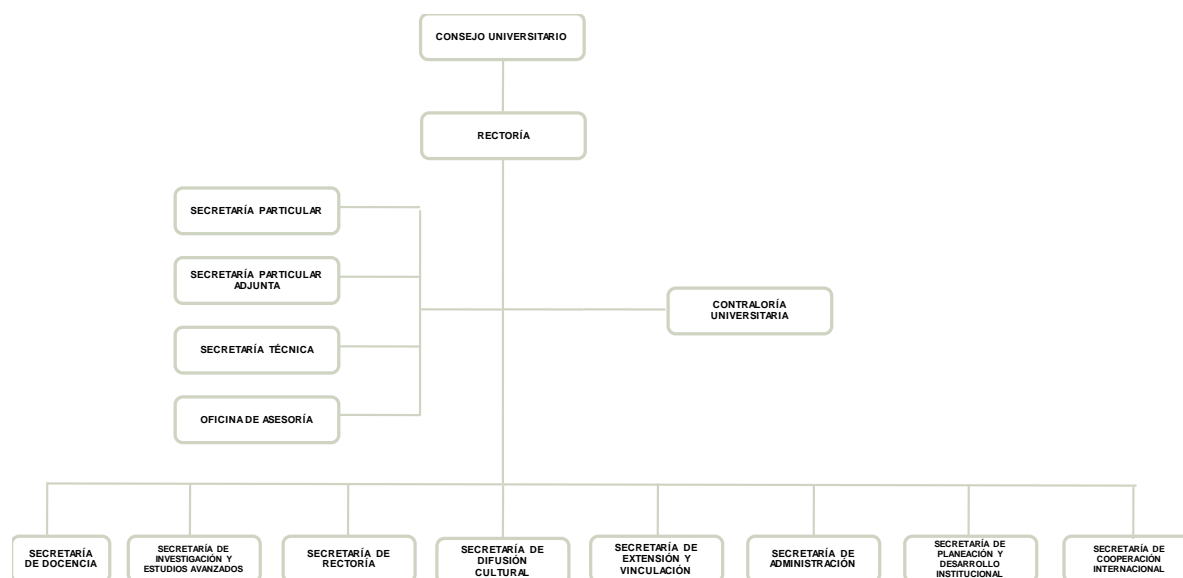 CONSEJO UNIVERSITARIO
RECTORÍA
SECRETARÍA PARTICULAR
SECRETARÍA PARTICULAR
ADJUNTA
CONTRALORÍA
UNIVERSITARIA
SECRETARÍA TÉCNICA
OFICINA DE ASESORÍA
SECRETARÍA
DE DOCENCIA
SECRETARÍA DE
INVESTIGACIÓN Y
ESTUDIOS AVANZADOS
SECRETARÍA DE
RECTORÍA
SECRETARÍA DE
DIFUSIÓN
CULTURAL
SECRETARÍA DE
EXTENSIÓN Y
VINCULACIÓN
SECRETARÍA DE
ADMINISTRACIÓN
SECRETARÍA DE
PLANEACIÓN Y
DESARROLLO
INSTITUCIONAL
SECRETARÍA DE
COOPERACIÓN
INTERNACIONAL